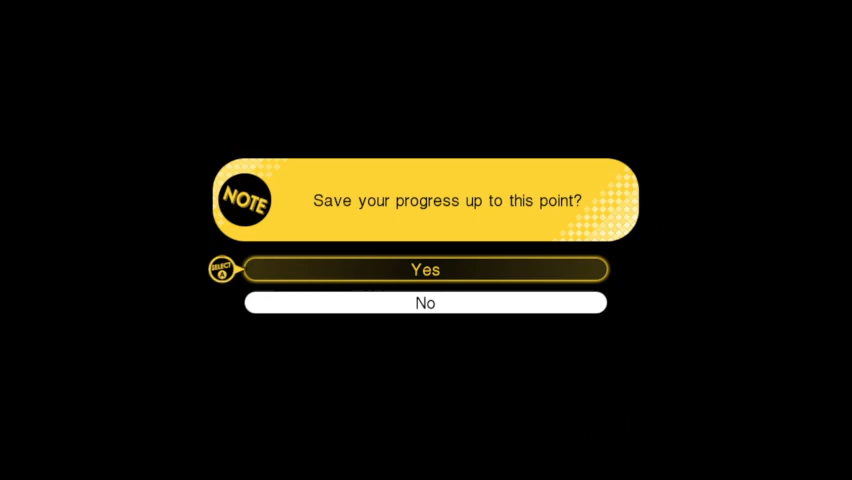 NOTE
Save your progress up to this point?
SELECT
A
Yes
No